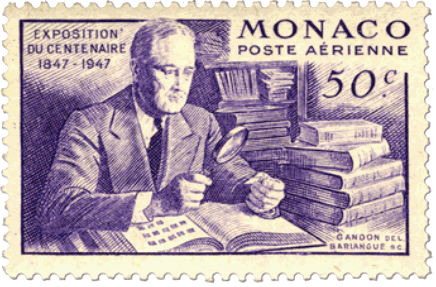 EXPOSITION
DU CENTENAIRE
1847-1947
MONACO
POSTE AÉRIENNE
50c.
GANDON DEL.
BARLANGUE SC.